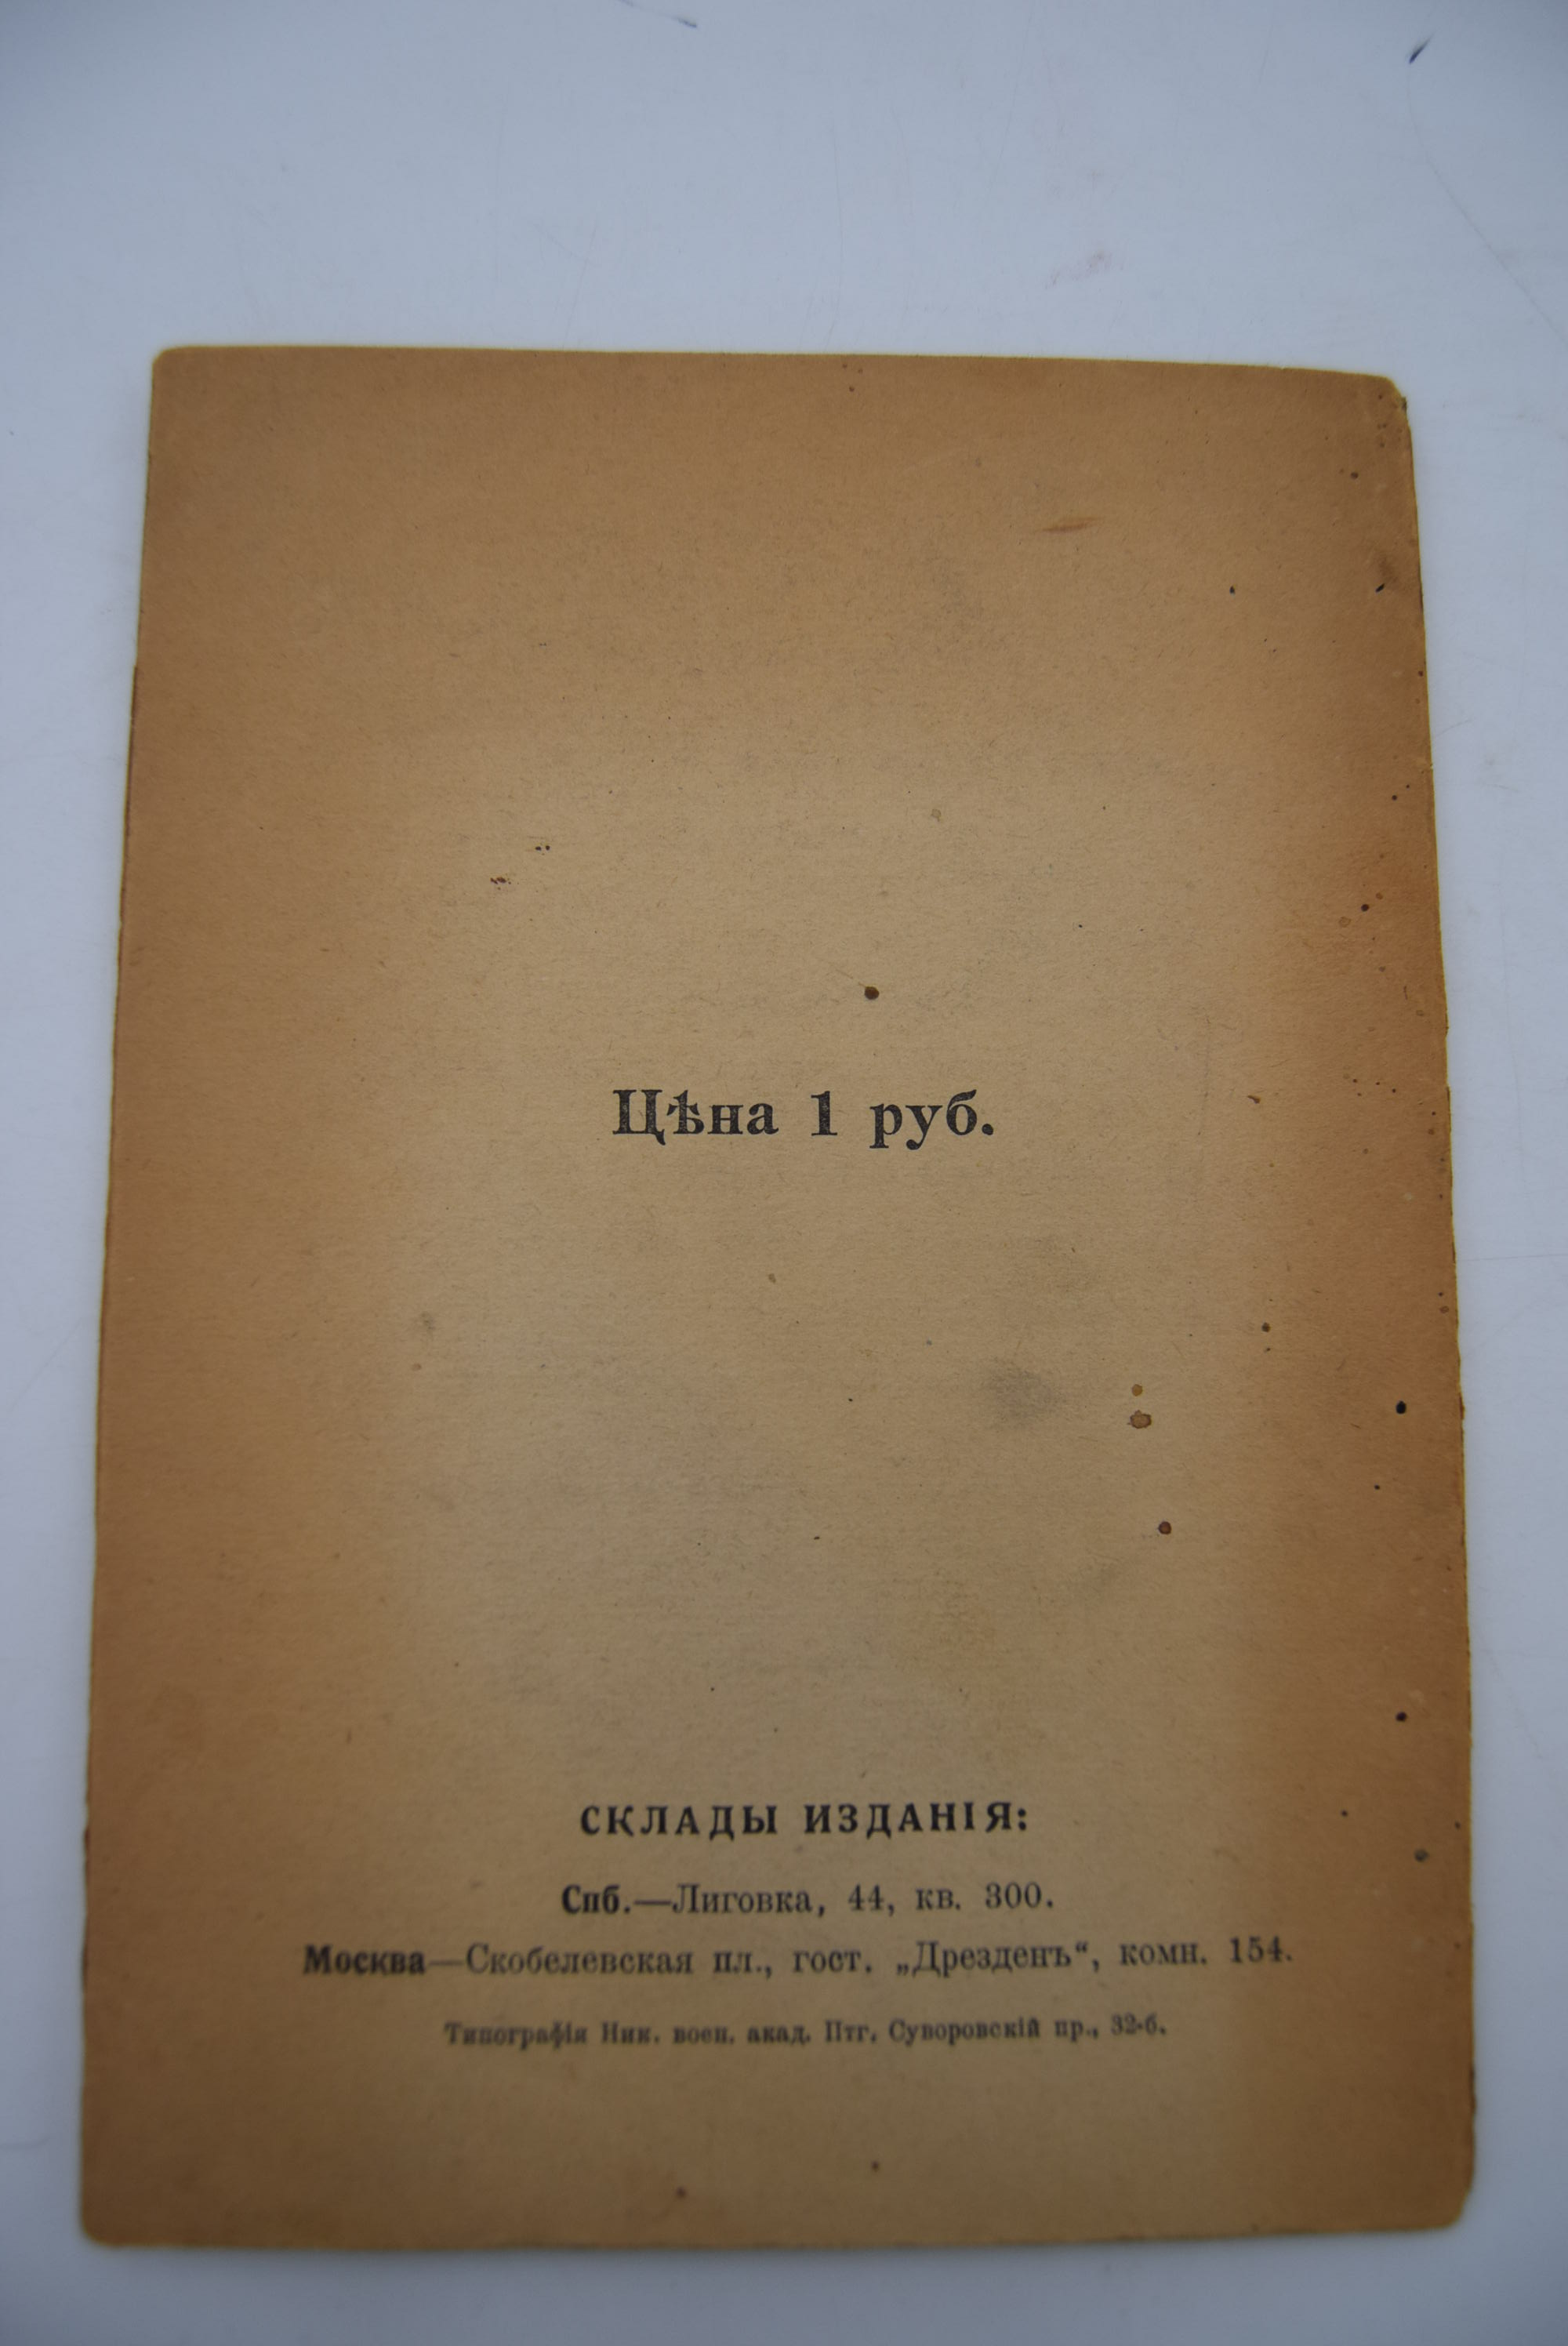 Цѣна 1 руб.
СКЛАДЫ ИЗДАНІЯ:
Спб.—Лиговка, 44, кв. 300.
Москва—Скобелевская пл., гост. „Дрезденъ“, комн. 154.
Типографія Ник. воен. акад. Птг. Суворовскій пр., 32-б.